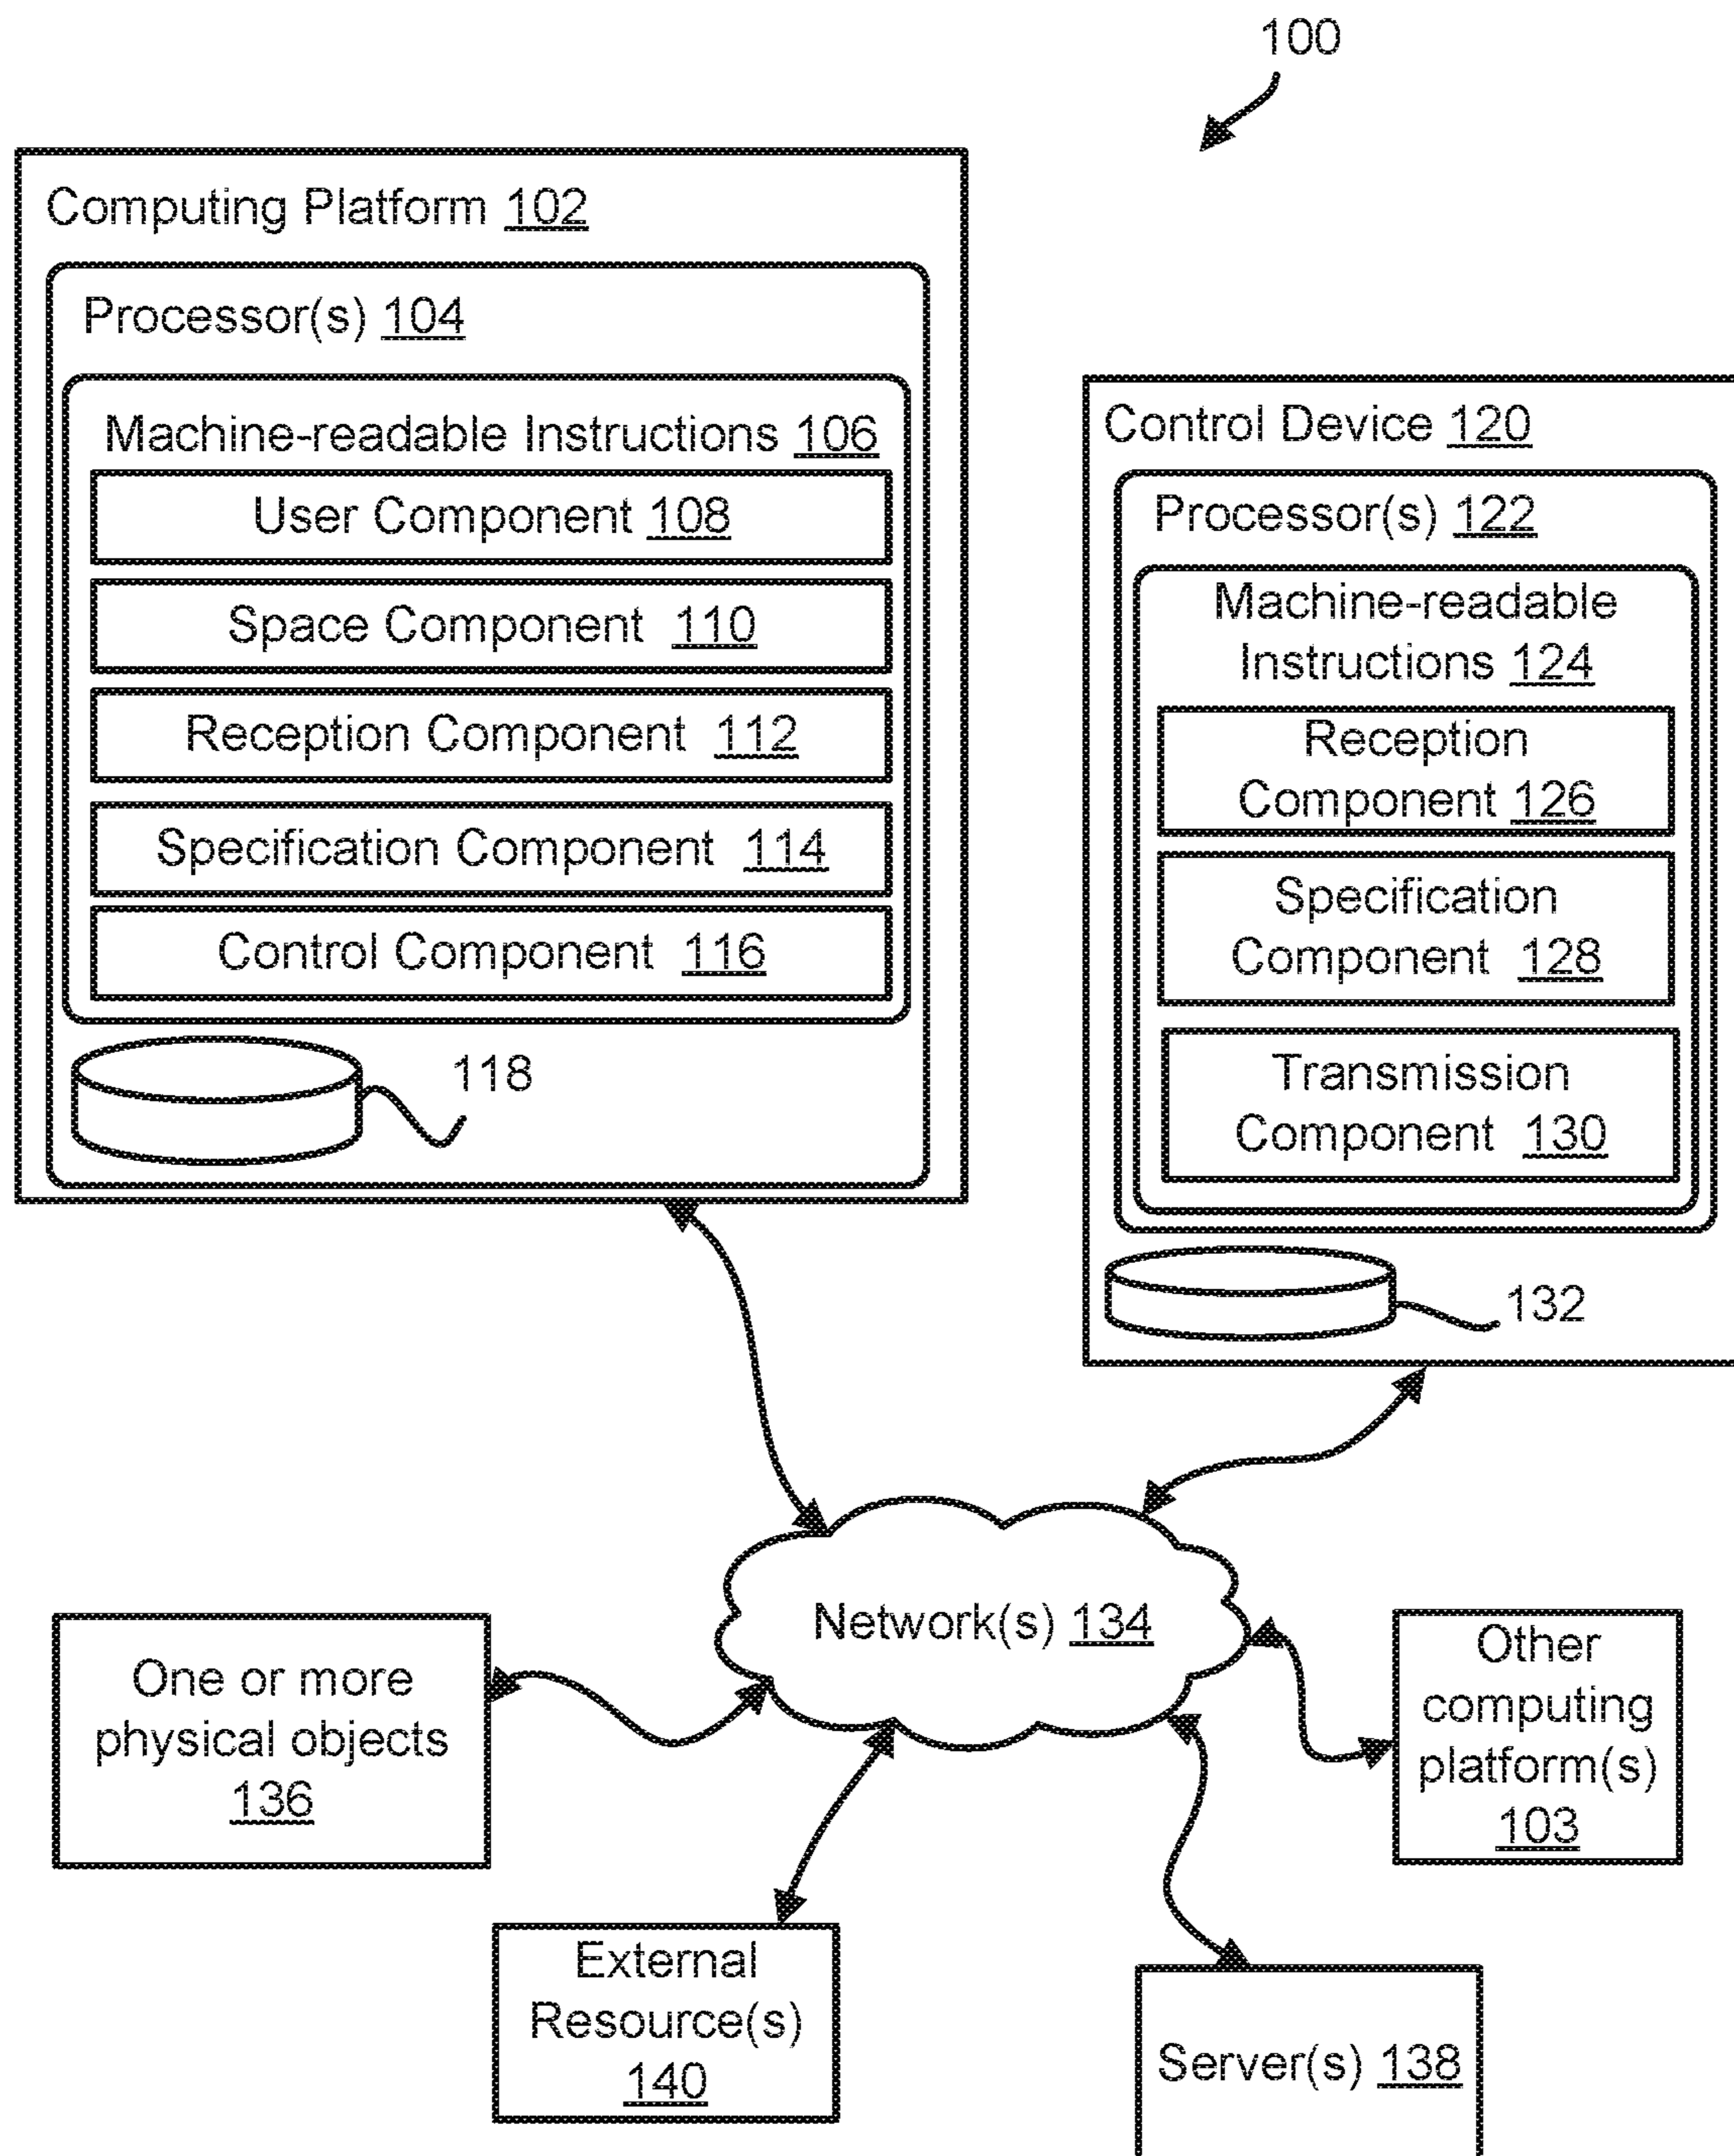 100
Computing Platform 102
Processor(s) 104
Machine-readable Instructions 106
User Component 108
Space Component 110
Reception Component 112
Specification Component 114
Control Component 116
118
Control Device 120
Processor(s) 122
Machine-readable
Instructions 124
Reception
Component 126
Specification
Component 128
Transmission
Component 130
132
Network(s) 134
One or more
physical objects
136
Other
computing
platform(s)
103
External
Resource(s)
140
Server(s) 138